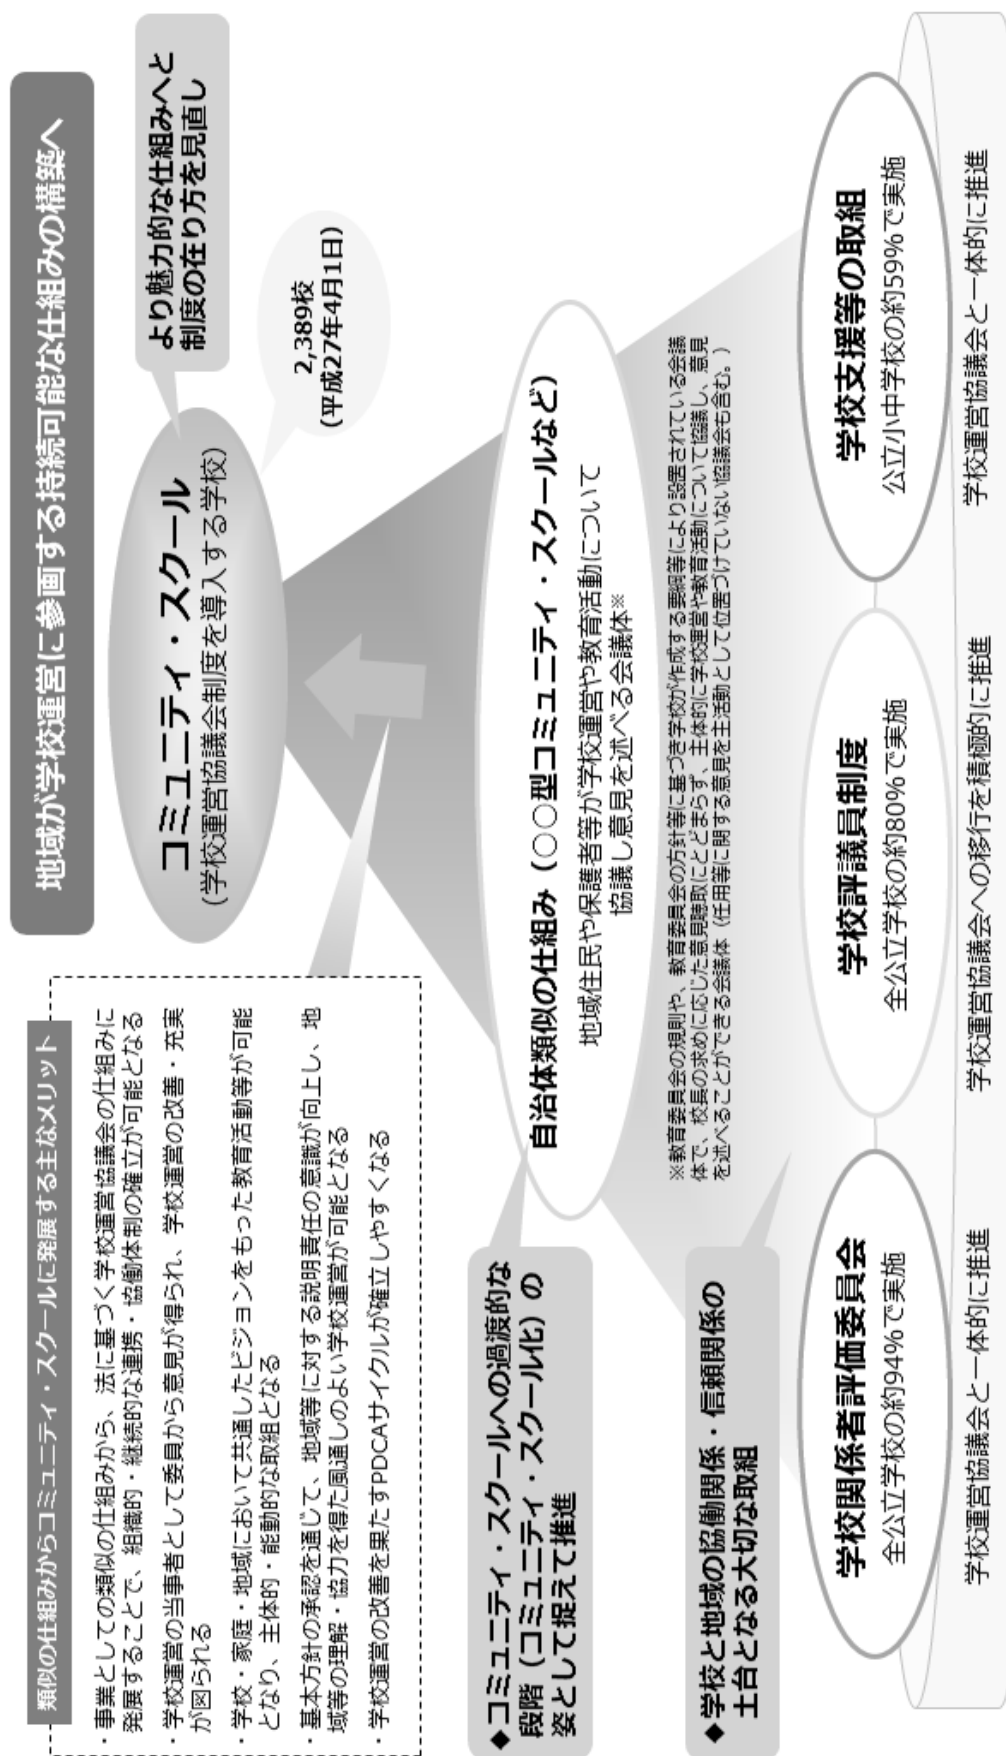 地域が学校運営に参画する持続可能な仕組みの構築へ
類似の仕組みからコミュニティ・スクールに発展する主なメリット
・事業としての類似の仕組みから、法に基づく学校運営協議会の仕組みに
発展することで、組織的・継続的な連携・協働体制の確立が可能となる
・学校運営の当事者として委員から意見が得られ、学校運営の改善・充実
が図られる
・学校・家庭・地域において共通したビジョンをもった教育活動等が可能
となり、主体的・能動的な取組となる
・基本方針の承認を通じて、地域等に対する説明責任の意識が向上し、地
域等の理解・協力を得た風通しのよい学校運営が可能となる
・学校運営の改善を果たすPDCAサイクルが確立しやすくなる
コミュニティ・スクール
(学校運営協議会制度を導入する学校)
より魅力的な仕組みへと
制度の在り方を見直し
2,389校
(平成27年4月1日)
◆コミュニティ・スクールへの過渡的な
段階（コミュニティ・スクール化）の
姿として捉えて推進
自治体類似の仕組み（○○型コミュニティ・スクールなど）
地域住民や保護者等が学校運営や教育活動について
協議し意見を述べる会議体※
※教育委員会の規則や、教育委員会の方針等に基づき学校が作成する要綱等により設置されている会議
体で、校長の求めに応じた意見聴取にとどまらず、主体的に学校運営や教育活動について協議し、意見
を述べることができる会議体（任用等に関する意見を主活動として位置づけていない協議会も含む。）
◆学校と地域の協働関係・信頼関係の
土台となる大切な取組
学校関係者評価委員会
全公立学校の約94%で実施
学校評議員制度
全公立学校の約80%で実施
学校支援等の取組
公立小中学校の約59%で実施
学校運営協議会と一体的に推進
学校運営協議会への移行を積極的に推進
学校運営協議会と一体的に推進